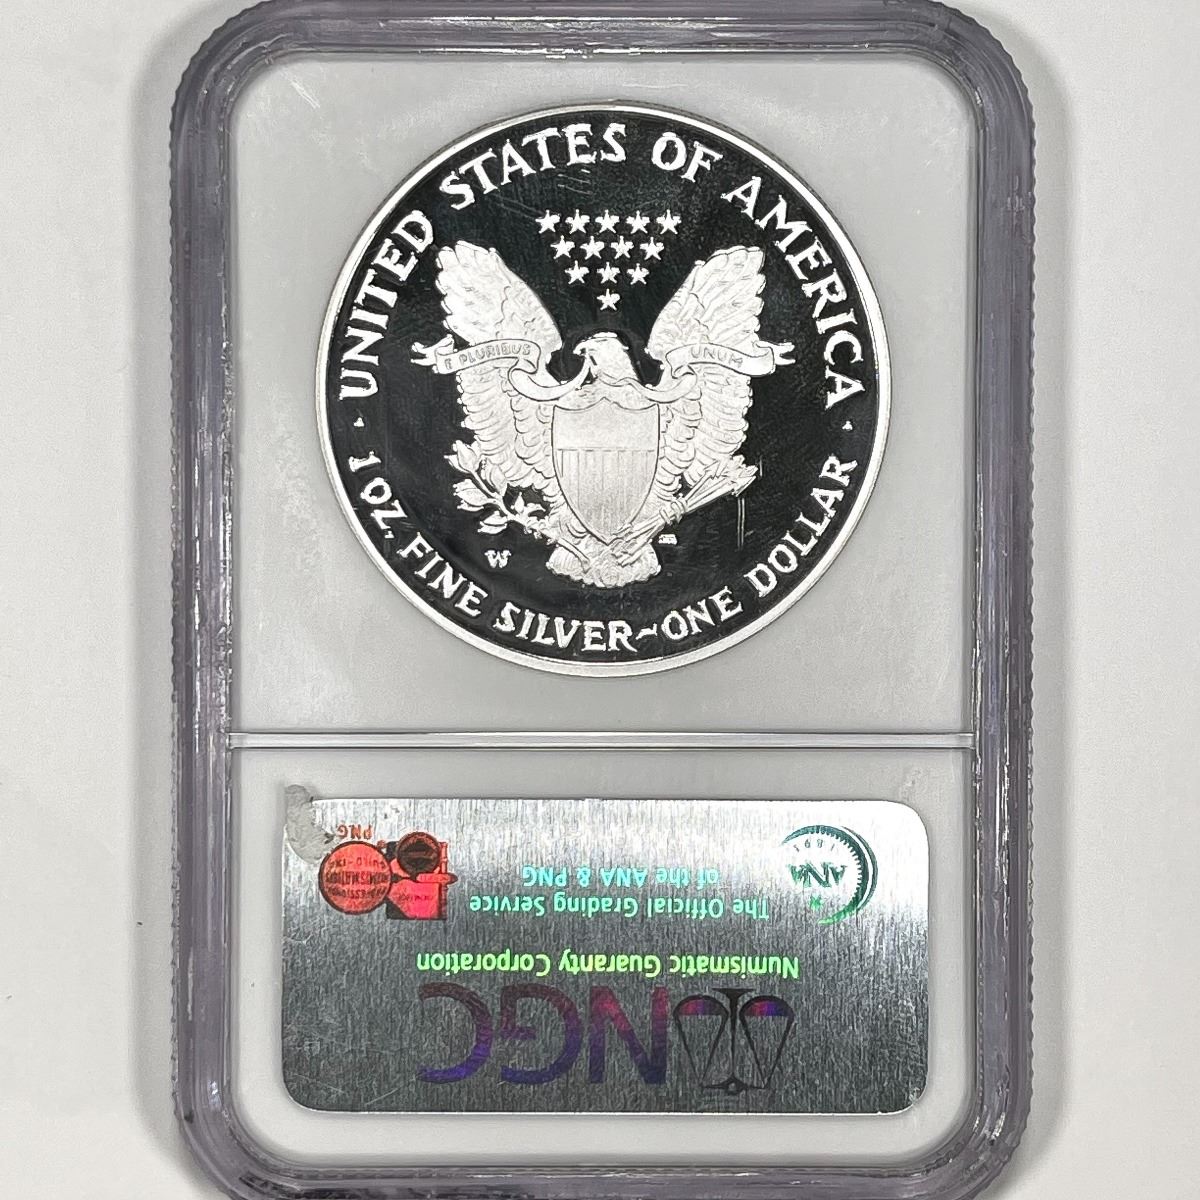 UNITED STATES OF AMERICA
E PLURIBUS UNUM
W
1 OZ. FINE SILVER~ONE DOLLAR
NGC
Numismatic Guaranty Corporation
The Official Grading Service
of the ANA & PNG
ANA
1891
PNG